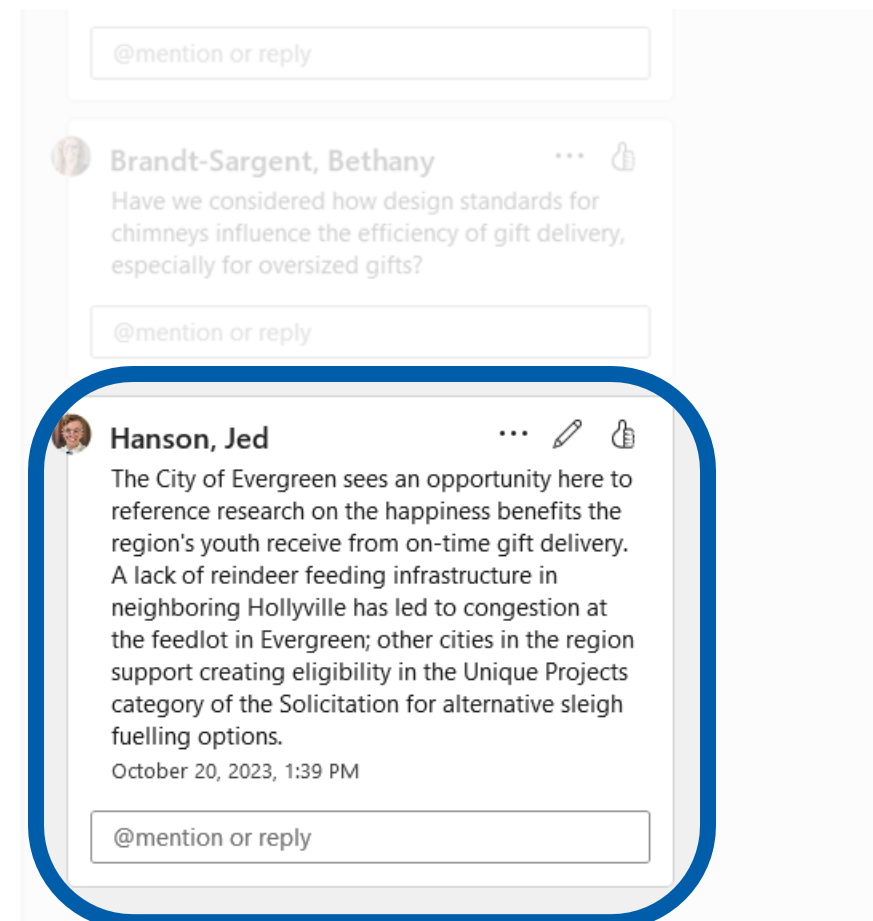 @mention or reply
Brandt-Sargent, Bethany
Have we considered how design standards for
chimneys influence the efficiency of gift delivery,
especially for oversized gifts?
@mention or reply
Hanson, Jed
The City of Evergreen sees an opportunity here to
reference research on the happiness benefits the
region's youth receive from on-time gift delivery.
A lack of reindeer feeding infrastructure in
neighboring Hollyville has led to congestion at
the feedlot in Evergreen; other cities in the region
support creating eligibility in the Unique Projects
category of the Solicitation for alternative sleigh
fuelling options.
October 20, 2023, 1:39 PM
@mention or reply